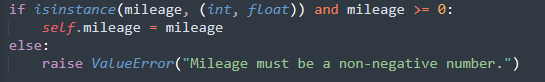 if isinstance(mileage, (int, float)) and mileage >= 0:
    self.mileage = mileage
else:
    raise ValueError("Mileage must be a non-negative number.")